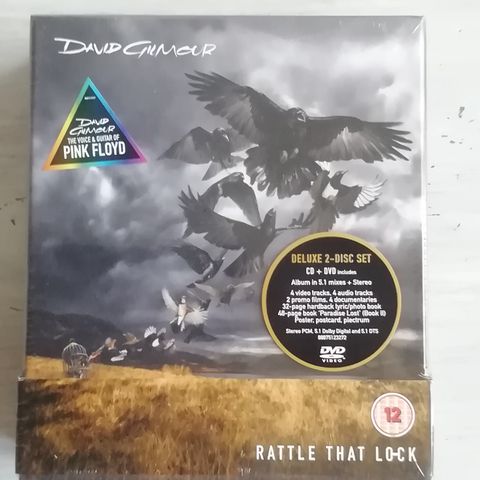 DAVID GILMOUR
DAVID
GILMOUR
THE VOICE & GUITAR OF
PINK FLOYD
DELUXE 2-DISC SET
CD + DVD includes
Album in 5.1 mixes + Stereo
4 video tracks. 4 audio tracks
2 promo films. 4 documentaries
32-page hardback lyric/photo book
48-page book 'Paradise Lost' (Book II)
Poster, postcard, plectrum
Stereo PCM, 5.1 Dolby Digital and 5.1 DTS
88875123272
DVD
VIDEO
12
RATTLE THAT LOCK